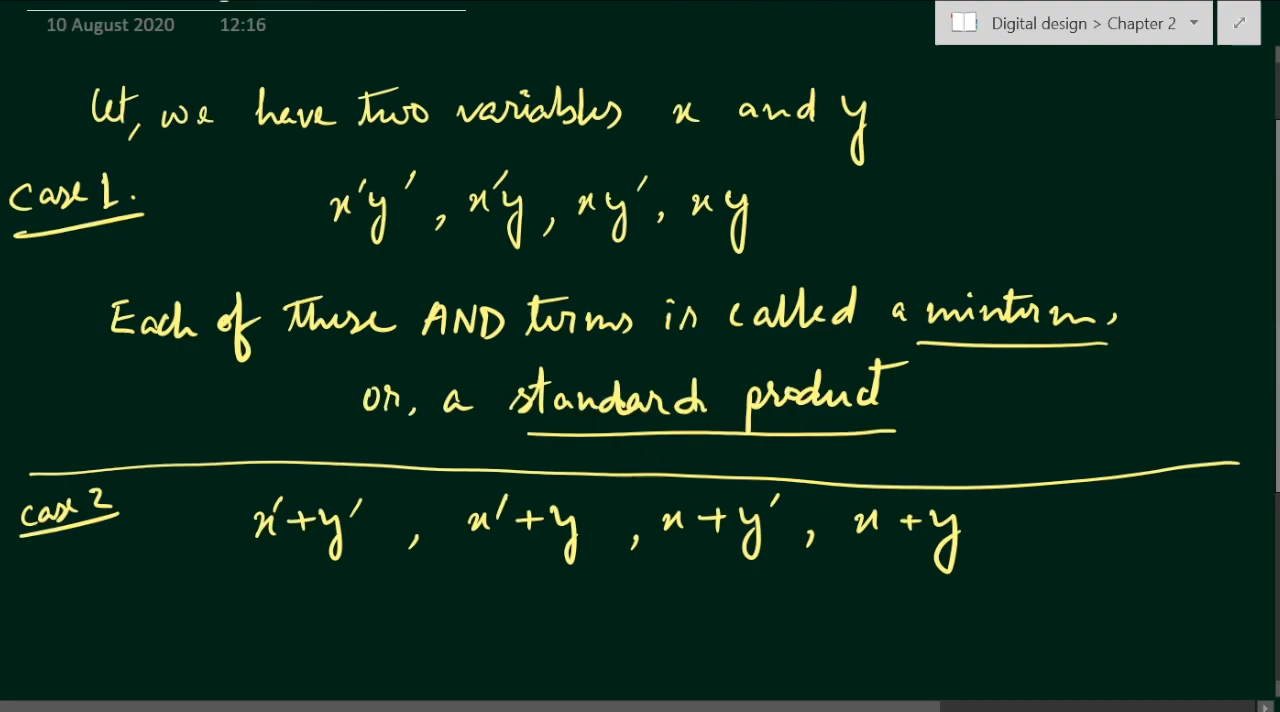 10 August 2020 12:16
Digital design > Chapter 2
let, we have two variables x and y
Case 1.
x'y', x'y, xy', xy
Each of these AND terms is called a minterm,
or, a standard product
case 2
x'+y', x'+y, x+y', x+y